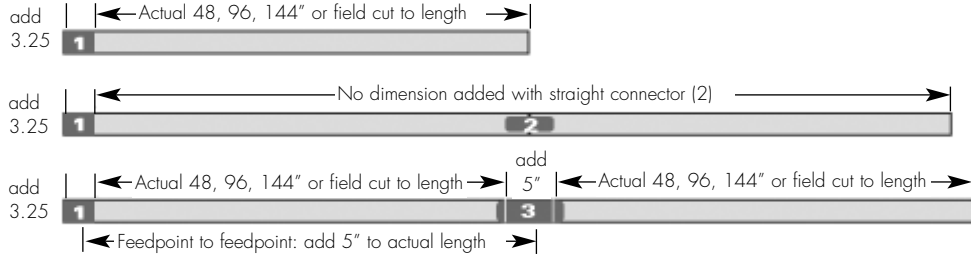 add
3.25
Actual 48, 96, 144” or field cut to length
1
add
3.25
No dimension added with straight connector (2)
1
2
add
3.25
Actual 48, 96, 144” or field cut to length
add
5”
Actual 48, 96, 144” or field cut to length
1
3
Feedpoint to feedpoint: add 5” to actual length